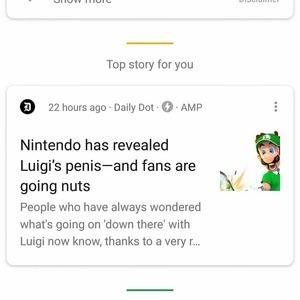 Show more
Disclaimer
Top story for you
D 22 hours ago · Daily Dot · AMP
Nintendo has revealed
Luigi's penis—and fans are
going nuts
People who have always wondered
what's going on 'down there' with
Luigi now know, thanks to a very r...